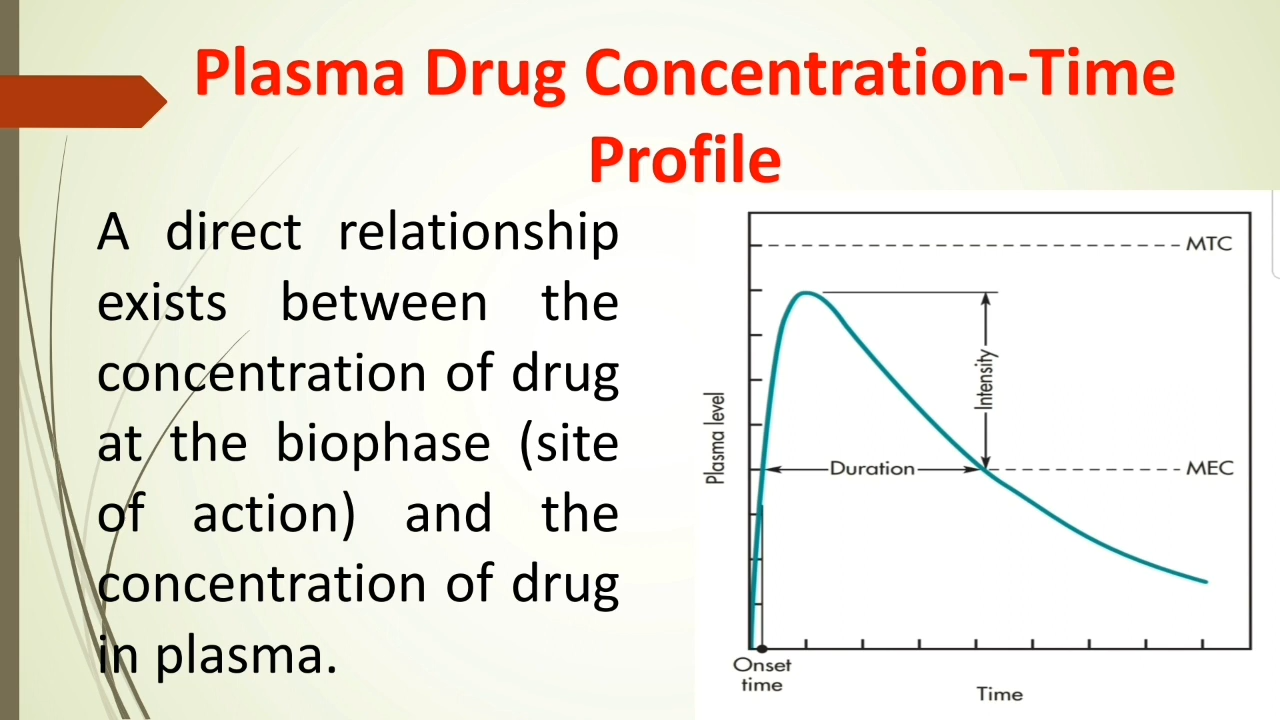 Plasma Drug Concentration-Time
Profile
A direct relationship
exists between the
concentration of drug
at the biophase (site
of action) and the
concentration of drug
in plasma.
MTC
Intensity
Plasma level
Duration
MEC
Onset
time
Time